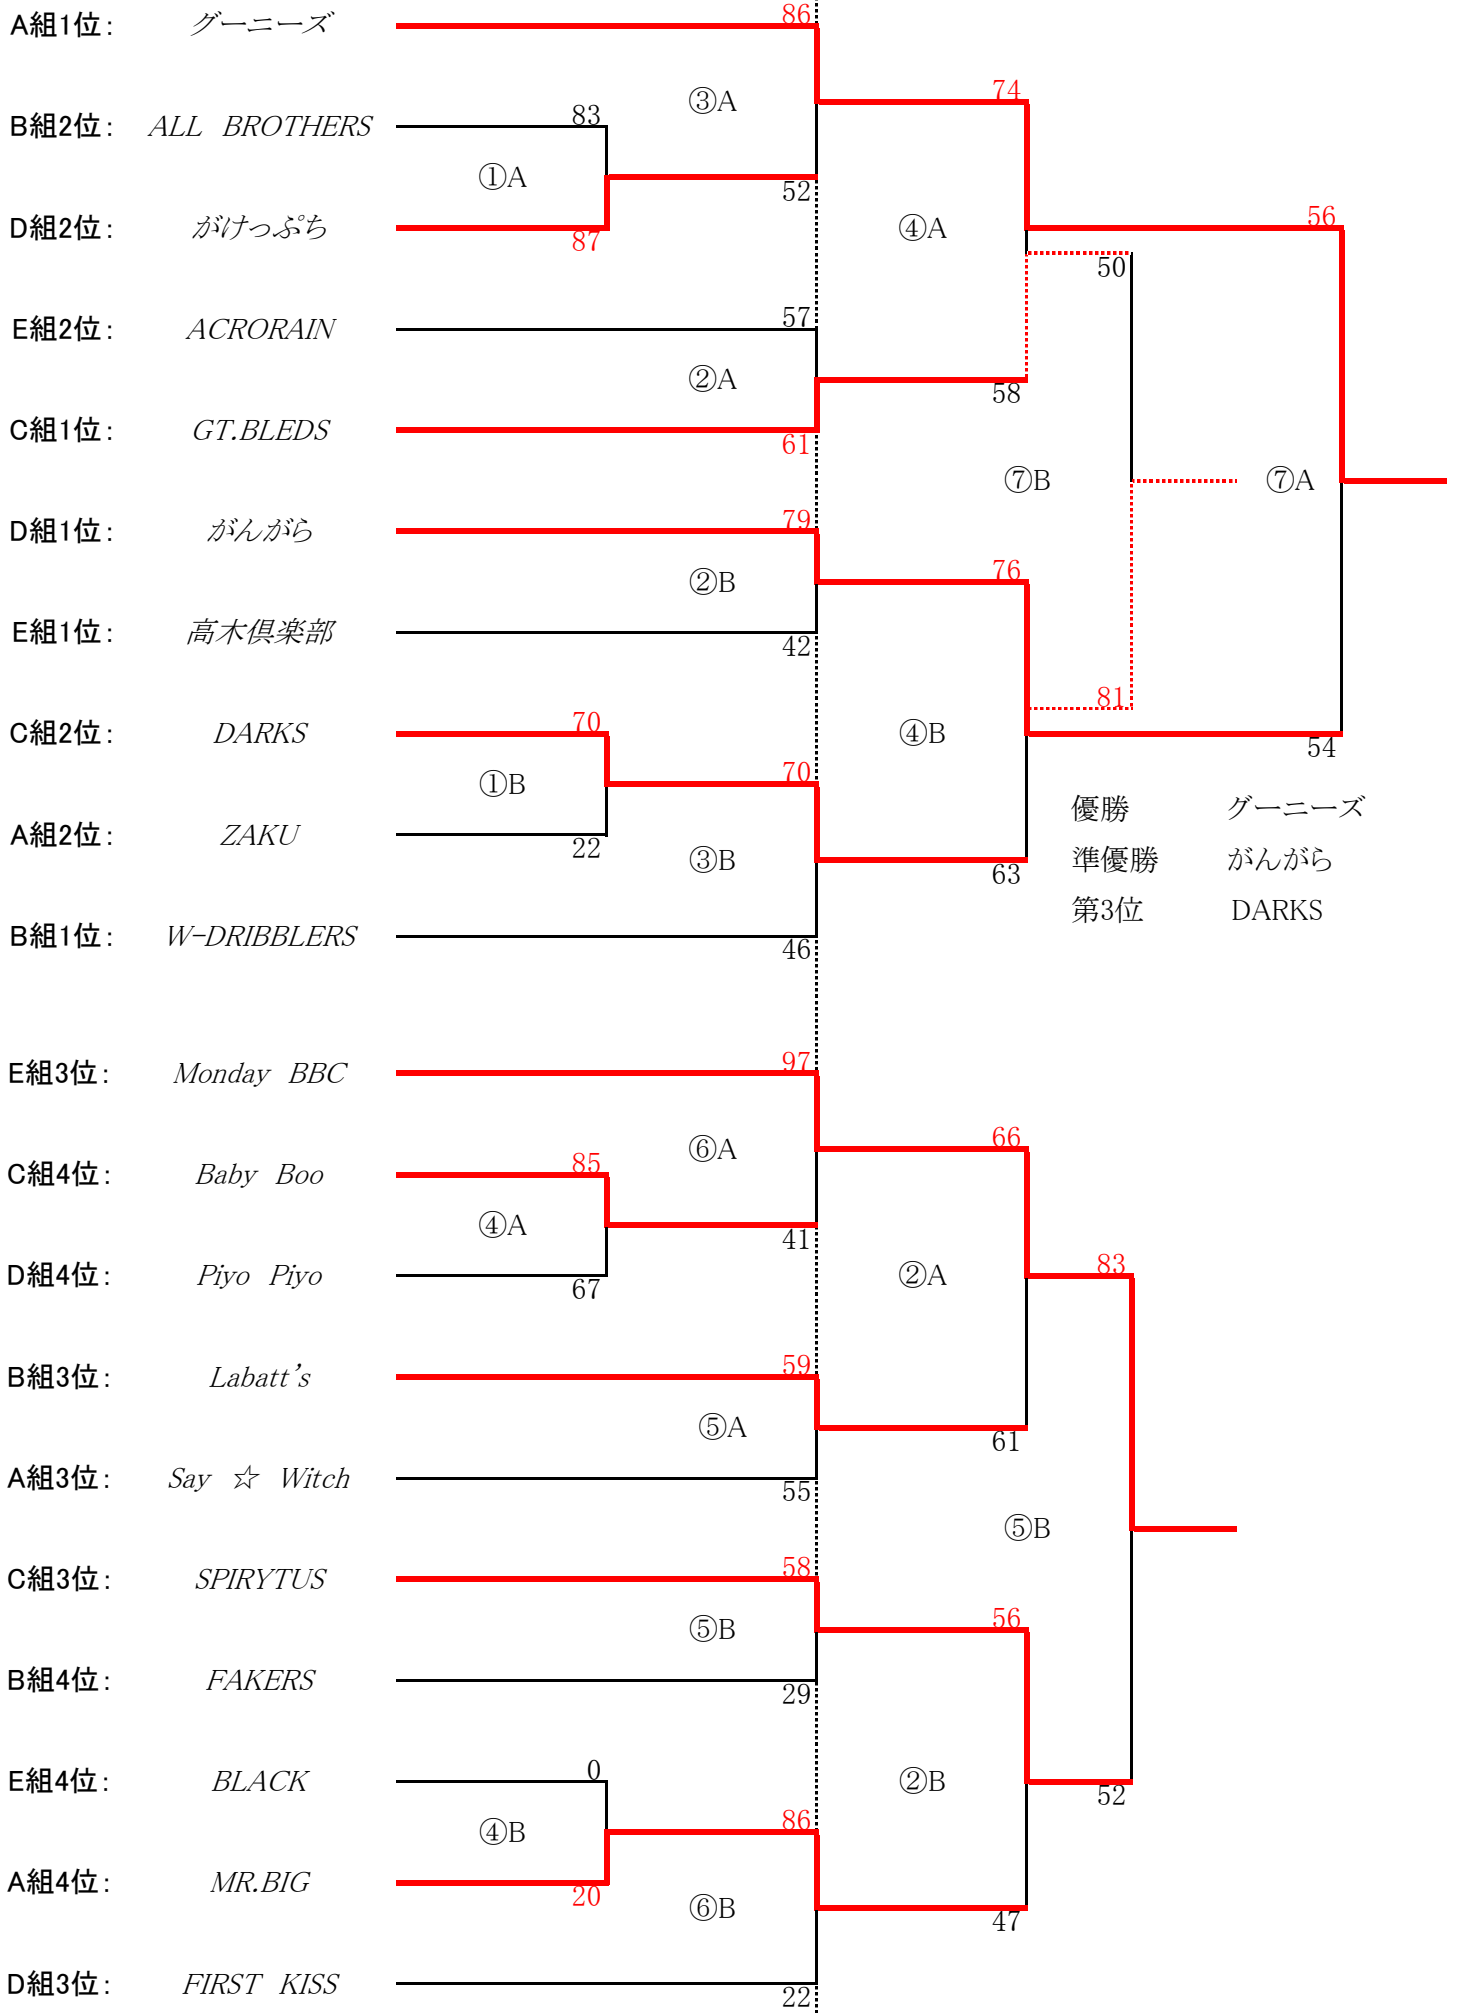 86
A組1位： グーニーズ
74
③A
83
B組2位： ALL BROTHERS
①A
52
56
D組2位： がけっぷち
④A
87
50
57
E組2位： ACRORAIN
②A
58
C組1位： GT.BLEDS
61
⑦B
⑦A
79
D組1位： がんがら
76
②B
E組1位： 高木倶楽部
42
81
70
C組2位： DARKS
④B
54
70
①B
優勝 グーニーズ
A組2位： ZAKU
22
③B
準優勝 がんがら
63
第3位 DARKS
B組1位： W-DRIBBLERS
46
97
E組3位： Monday BBC
66
⑥A
85
C組4位： Baby Boo
④A
41
83
D組4位： Piyo Piyo
②A
67
59
B組3位： Labatt's
⑤A
61
A組3位： Say ☆ Witch
55
⑤B
58
C組3位： SPIRYTUS
56
⑤B
B組4位： FAKERS
29
0
E組4位： BLACK
②B
52
86
④B
A組4位： MR.BIG
20
⑥B
47
D組3位： FIRST KISS
22